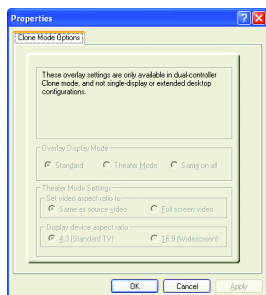 Properties
Clone Mode Options
These overlay settings are only available in dual-controller
Clone mode, and not single-display or extended desktop
configurations.
Overlay Display Mode
Standard Theater Mode Same on all
Theater Mode Settings
Set video aspect ratio to
Same as source video Full screen video
Display device aspect ratio
4:3 (Standard TV) 16:9 (Widescreen)
OK Cancel Apply